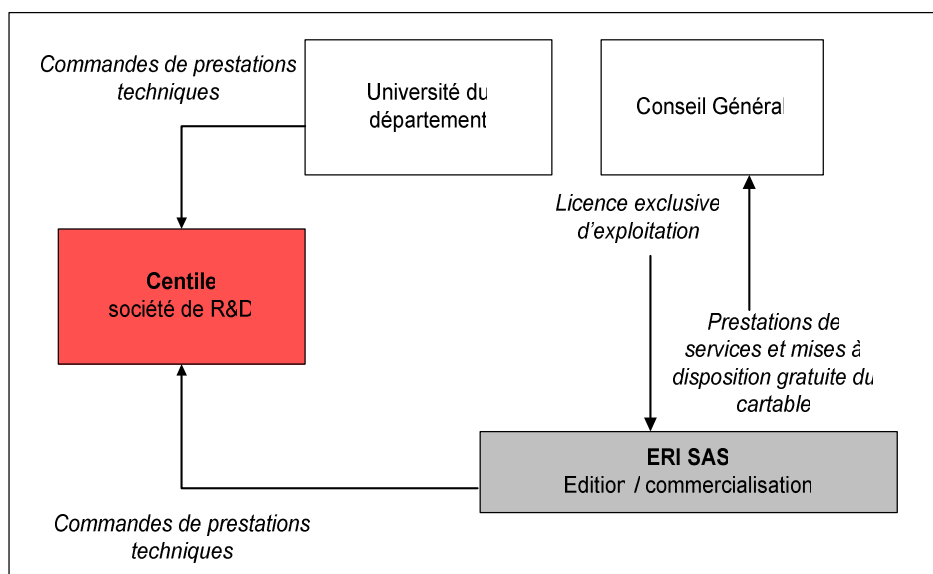 Commandes de prestations
techniques
Université du
département
Conseil Général
Licence exclusive
d'exploitation
Centile
société de R&D
Prestations de
services et mises à
disposition gratuite du
cartable
ERI SAS
Edition / commercialisation
Commandes de prestations
techniques